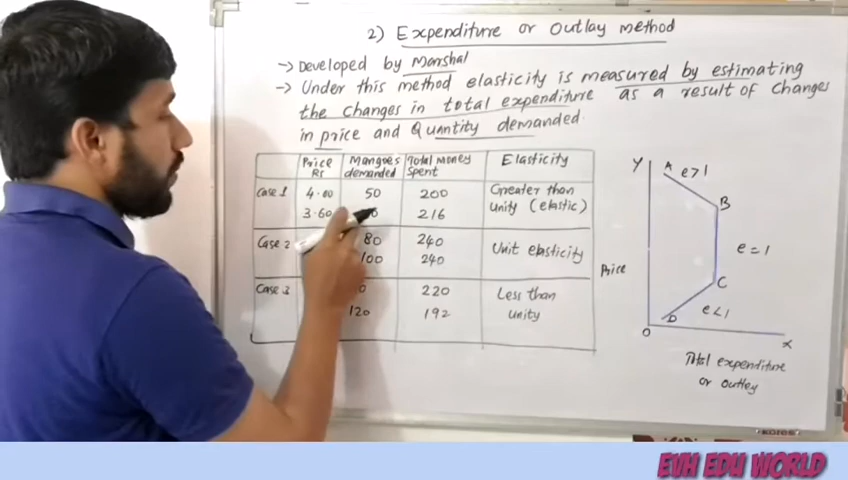 2) Expenditure or Outlay method
→ Developed by Marshal
→ Under this method elasticity is measured by estimating
the changes in total expenditure as a result of changes
in price and Quantity demanded.
Price Rs Mangoes demanded Total money spent Elasticity
Case 1 4.00 50 200 Greater than
3.60 216 unity (elastic)
Case 2 80 240 Unit elasticity
100 240
Case 3 0 220 Less than
120 192 unity
Y A e>1
B
e=1
Price
C
e<1
D
O
X
Total expenditure
or outlay
EVH EDU WORLD